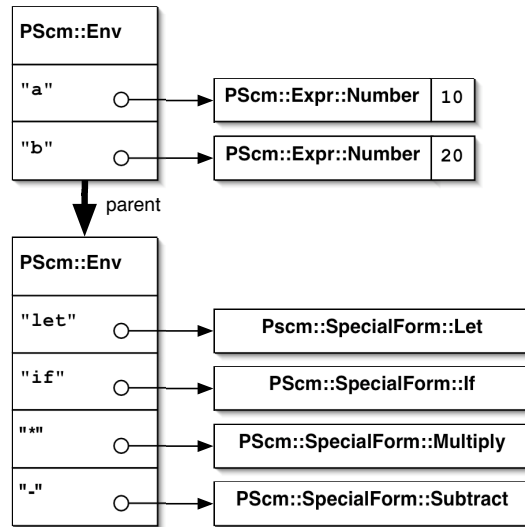 PScm::Env
"a"
PScm::Expr::Number 10
"b"
PScm::Expr::Number 20
parent
PScm::Env
"let"
Pscm::SpecialForm::Let
"if"
PScm::SpecialForm::If
"*"
PScm::SpecialForm::Multiply
"-"
PScm::SpecialForm::Subtract